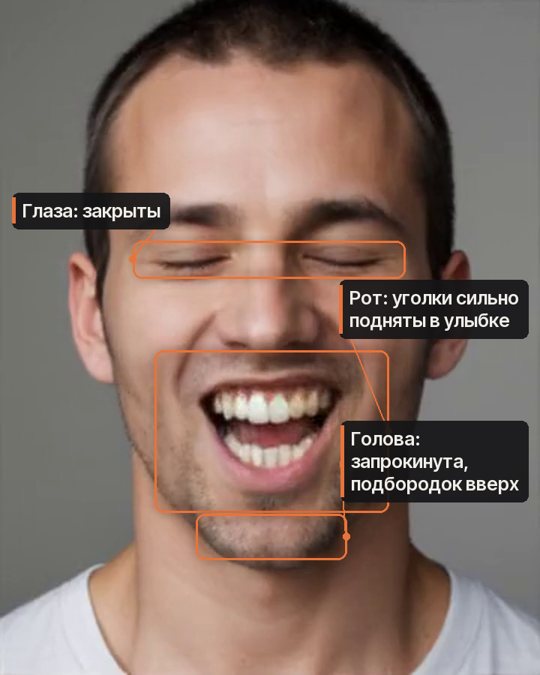 Глаза: закрыты
Рот: уголки сильно
подняты в улыбке
Голова:
запрокинута,
подбородок вверх